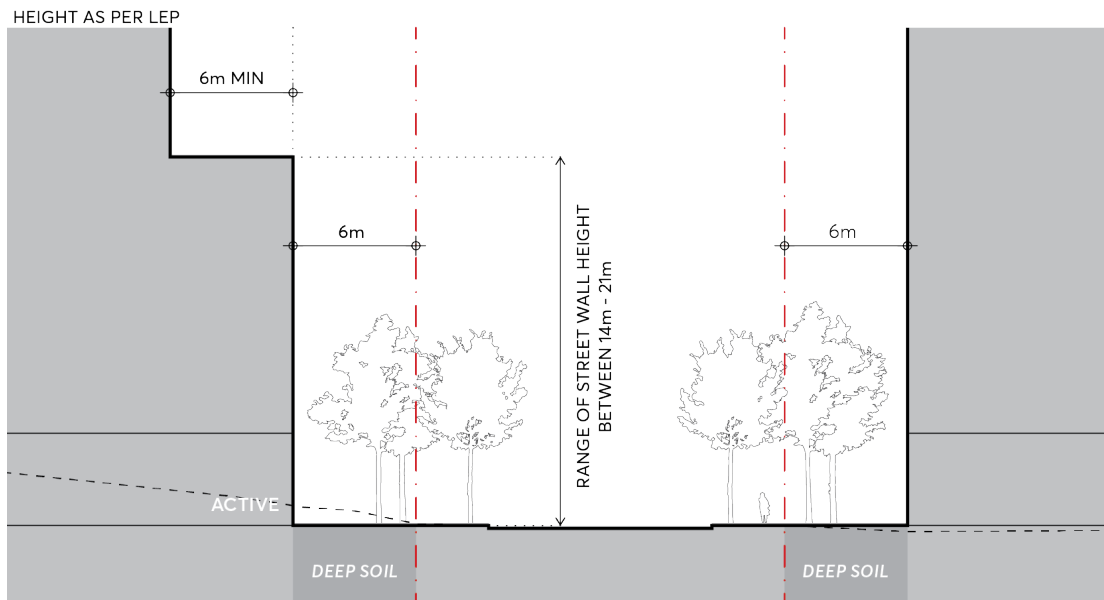 HEIGHT AS PER LEP
6m MIN
6m
6m
RANGE OF STREET WALL HEIGHT
BETWEEN 14m - 21m
ACTIVE
DEEP SOIL
DEEP SOIL